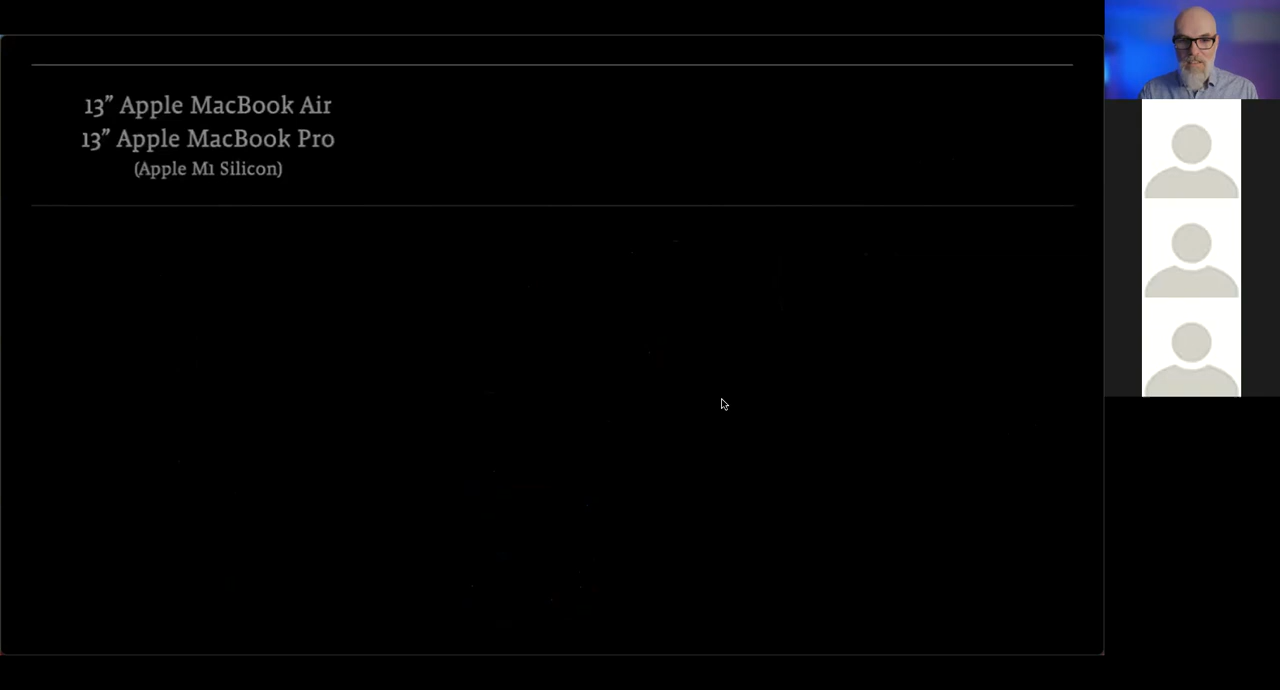 13” Apple MacBook Air
13” Apple MacBook Pro
(Apple M1 Silicon)